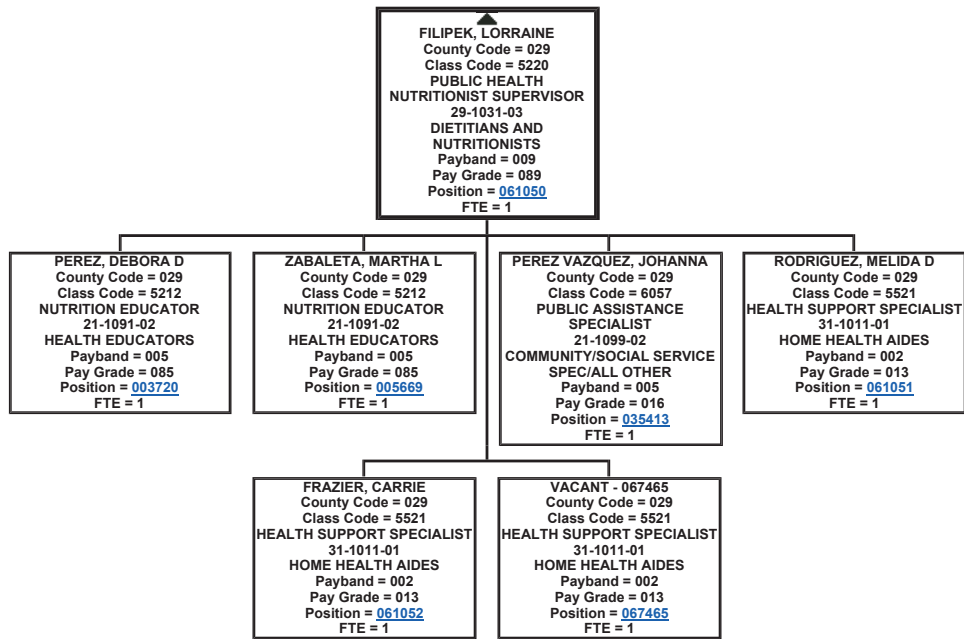 FILIPEK, LORRAINE
County Code = 029
Class Code = 5220
PUBLIC HEALTH
NUTRITIONIST SUPERVISOR
29-1031-03
DIETITIANS AND
NUTRITIONISTS
Payband = 009
Pay Grade = 089
Position = 061050
FTE = 1
PEREZ, DEBORA D
County Code = 029
Class Code = 5212
NUTRITION EDUCATOR
21-1091-02
HEALTH EDUCATORS
Payband = 005
Pay Grade = 085
Position = 003720
FTE = 1
ZABALETA, MARTHA L
County Code = 029
Class Code = 5212
NUTRITION EDUCATOR
21-1091-02
HEALTH EDUCATORS
Payband = 005
Pay Grade = 085
Position = 005669
FTE = 1
PEREZ VAZQUEZ, JOHANNA
County Code = 029
Class Code = 6057
PUBLIC ASSISTANCE
SPECIALIST
21-1099-02
COMMUNITY/SOCIAL SERVICE
SPEC/ALL OTHER
Payband = 005
Pay Grade = 016
Position = 035413
FTE = 1
RODRIGUEZ, MELIDA D
County Code = 029
Class Code = 5521
HEALTH SUPPORT SPECIALIST
31-1011-01
HOME HEALTH AIDES
Payband = 002
Pay Grade = 013
Position = 061051
FTE = 1
FRAZIER, CARRIE
County Code = 029
Class Code = 5521
HEALTH SUPPORT SPECIALIST
31-1011-01
HOME HEALTH AIDES
Payband = 002
Pay Grade = 013
Position = 061052
FTE = 1
VACANT - 067465
County Code = 029
Class Code = 5521
HEALTH SUPPORT SPECIALIST
31-1011-01
HOME HEALTH AIDES
Payband = 002
Pay Grade = 013
Position = 067465
FTE = 1